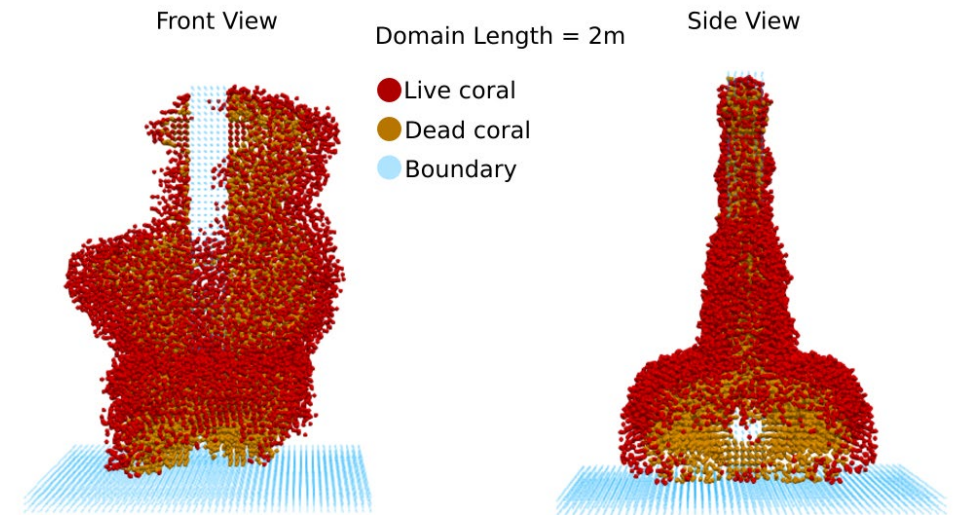 Front View
Domain Length = 2m
Side View
Live coral
Dead coral
Boundary